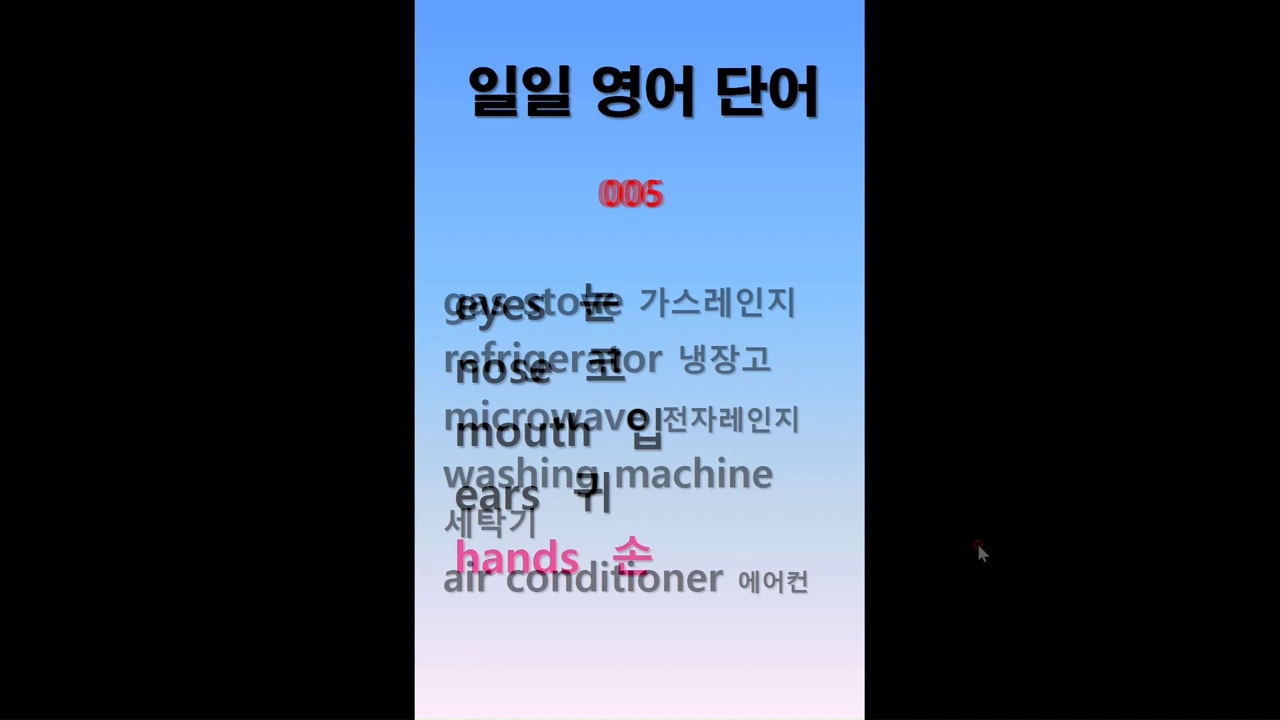 일일 영어 단어
005
eyes 눈
nose 코
mouth 입
ears 귀
hands 손
gas stove 가스레인지
refrigerator 냉장고
microwave 전자레인지
washing machine
세탁기
air conditioner 에어컨